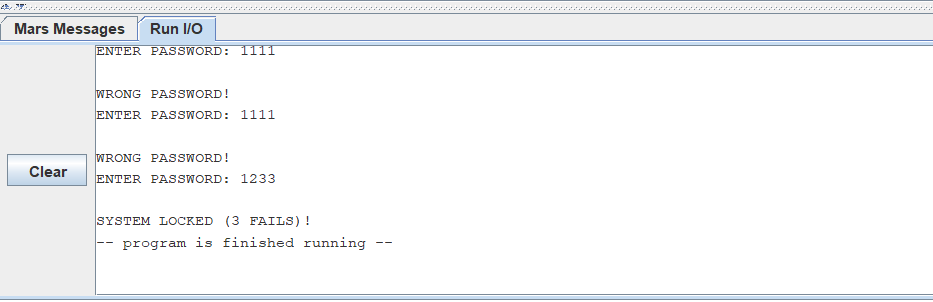 Mars Messages
Run I/O
ENTER PASSWORD: 1111
WRONG PASSWORD!
ENTER PASSWORD: 1111
WRONG PASSWORD!
Clear
ENTER PASSWORD: 1233
SYSTEM LOCKED (3 FAILS)!
-- program is finished running --